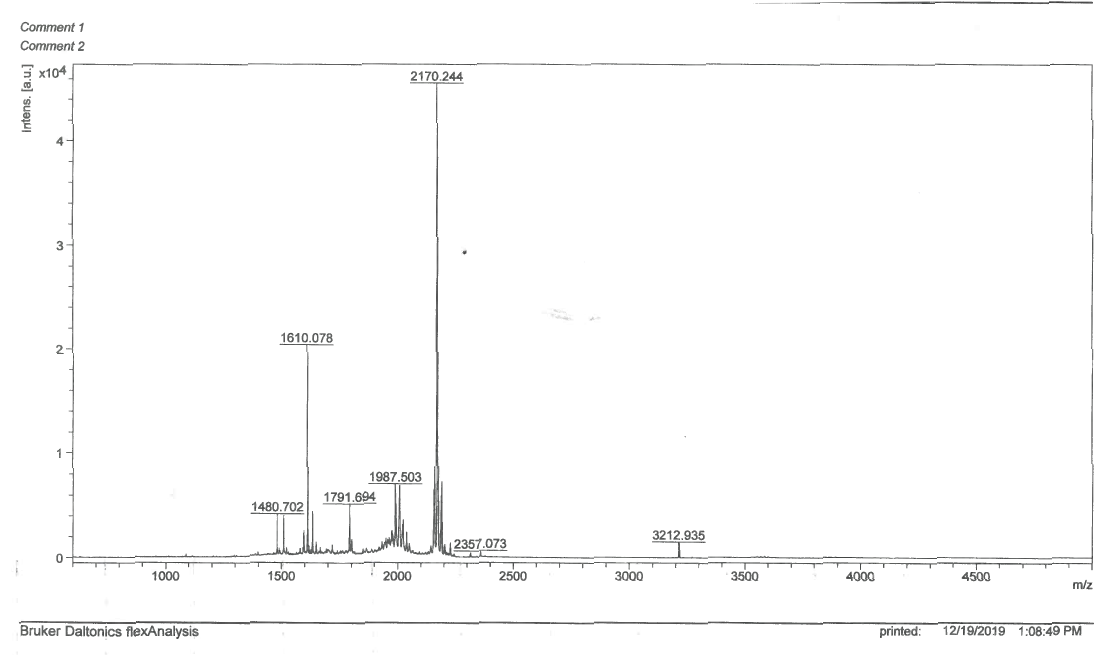 Comment 1
Comment 2
Intens. [a.u.]
x10⁴
4
3
2
1
0
2170.244
1610.078
1987.503
1791.694
1480.702
2357.073
3212.935
1000 1500 2000 2500 3000 3500 4000 4500
m/z
Bruker Daltonics flexAnalysis printed: 12/19/2019 1:08:49 PM